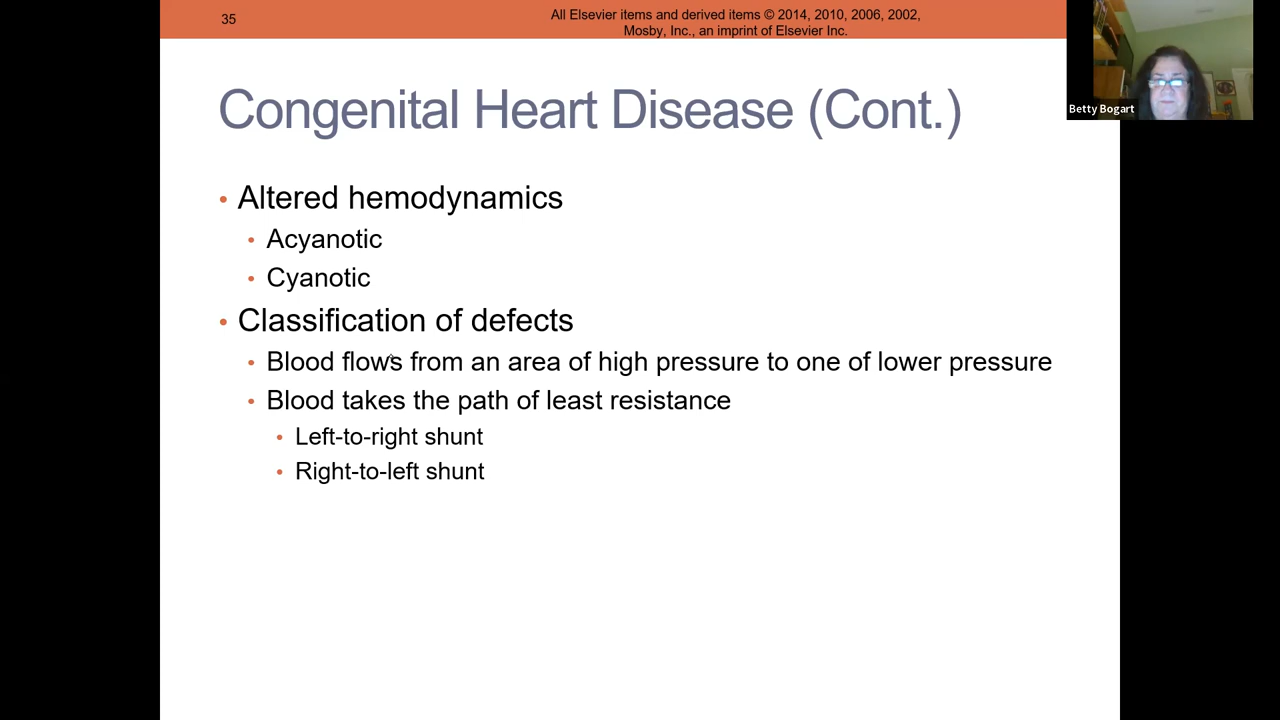 35
All Elsevier items and derived items © 2014, 2010, 2006, 2002,
Mosby, Inc., an imprint of Elsevier Inc.
Betty Bogart
Congenital Heart Disease (Cont.)
• Altered hemodynamics
• Acyanotic
• Cyanotic
• Classification of defects
• Blood flows from an area of high pressure to one of lower pressure
• Blood takes the path of least resistance
• Left-to-right shunt
• Right-to-left shunt